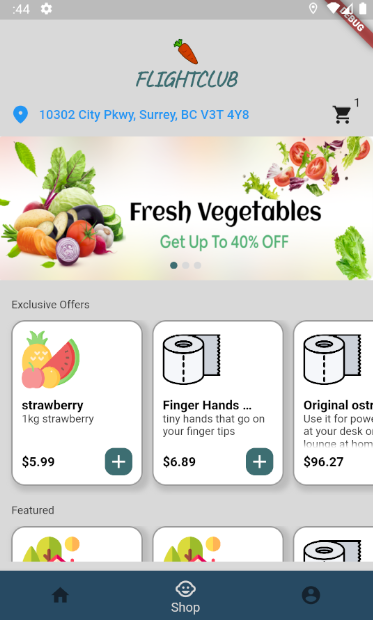 :44
DEBUG
FLIGHTCLUB
10302 City Pkwy, Surrey, BC V3T 4Y8
1
Fresh Vegetables
Get Up To 40% OFF
Exclusive Offers
strawberry
1kg strawberry
$5.99
Finger Hands ...
tiny hands that go on
your finger tips
$6.89
Original ostr
Use it for powe
at your desk o
lounge at hom
$96.27
Featured
Shop